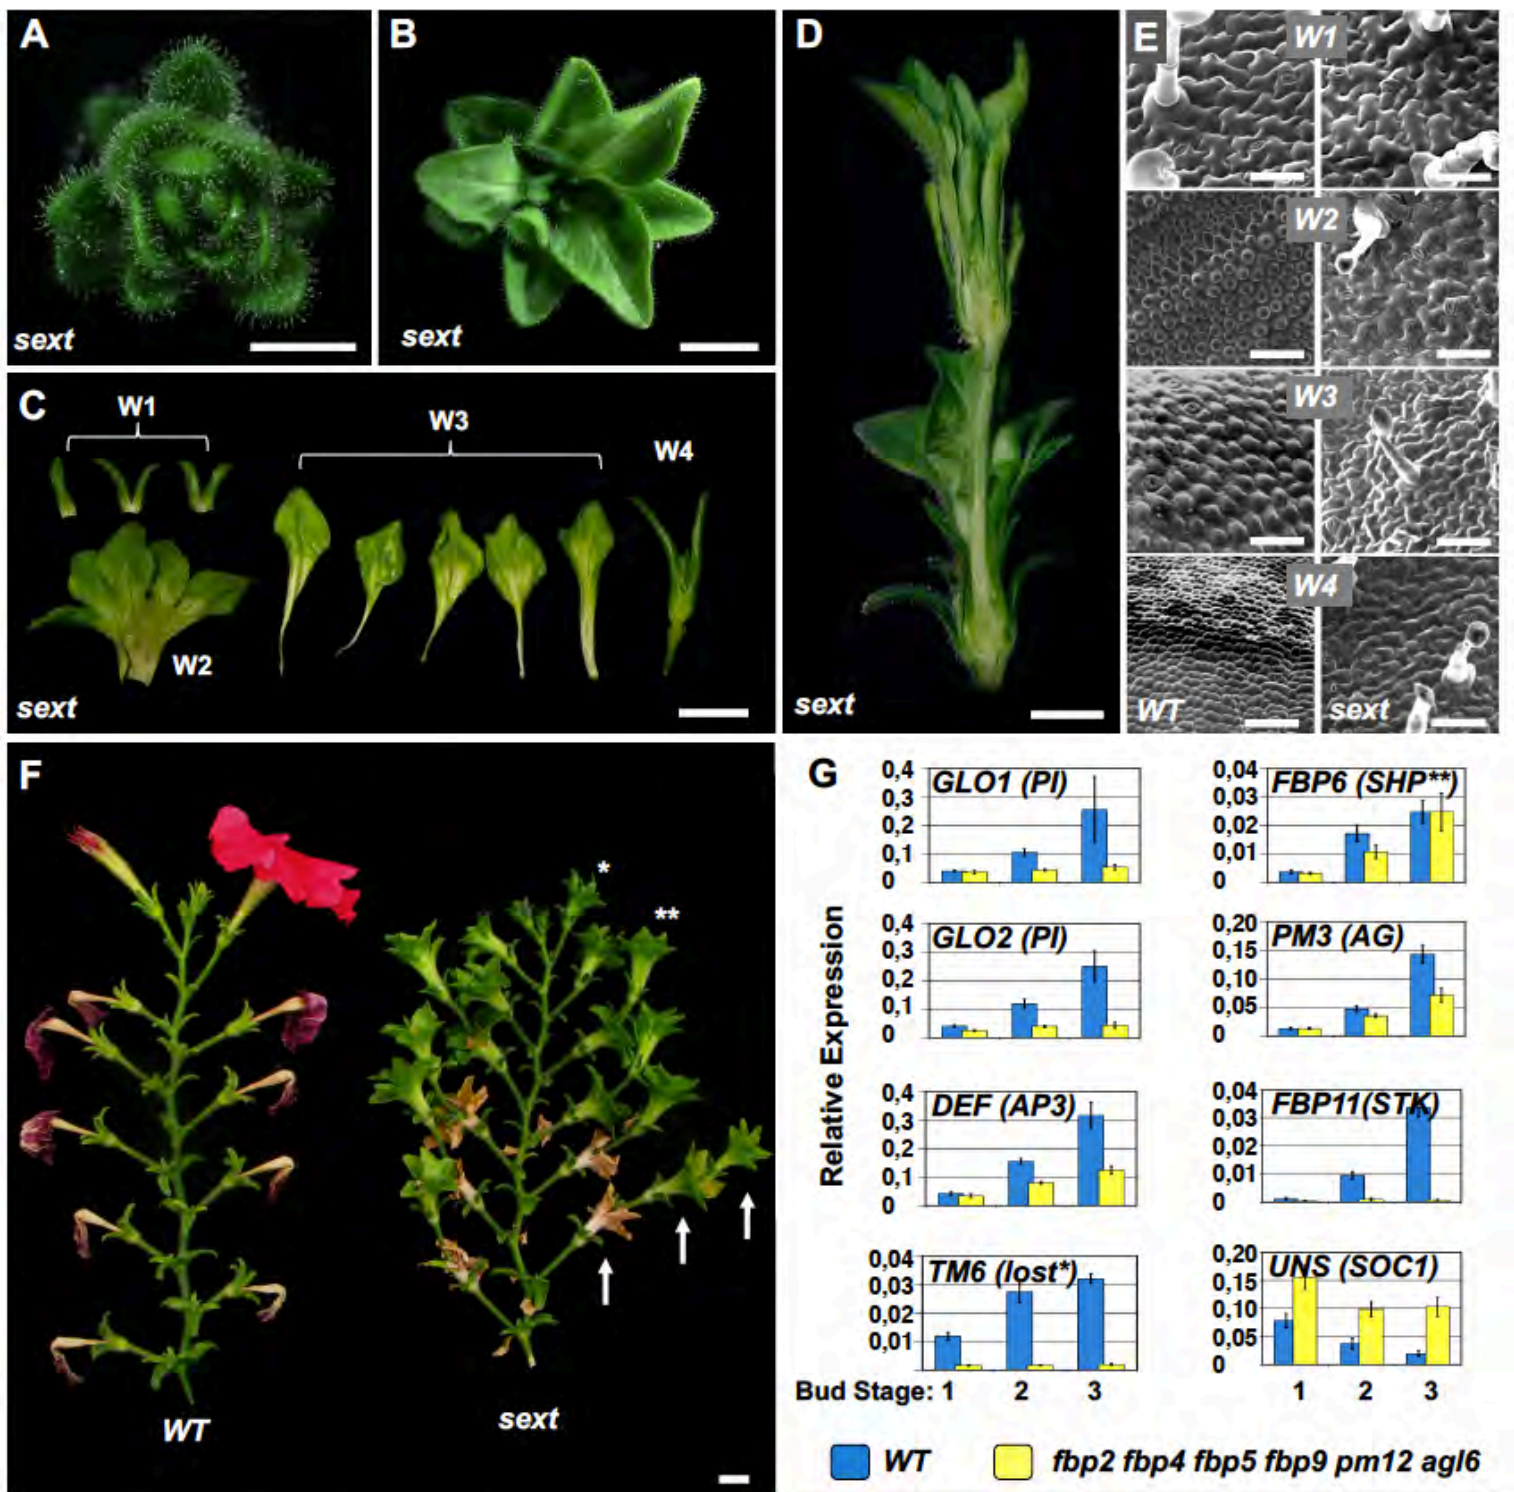 A
sext
B
sext
C
W1
W2
W3
W4
sext
D
sext
E
W1
W2
W3
W4
WT
sext
F
*
**
WT
sext
G
Relative Expression
GLO1 (PI)
0,4
0,3
0,2
0,1
0
FBP6 (SHP**)
0,04
0,03
0,02
0,01
0
GLO2 (PI)
0,4
0,3
0,2
0,1
0
PM3 (AG)
0,20
0,15
0,10
0,05
0
DEF (AP3)
0,4
0,3
0,2
0,1
0
FBP11(STK)
0,04
0,03
0,02
0,01
0
TM6 (lost*)
0,04
0,03
0,02
0,01
UNS (SOC1)
0,20
0,15
0,10
0,05
0
Bud Stage: 1 2 3
1 2 3
WT
fbp2 fbp4 fbp5 fbp9 pm12 agl6